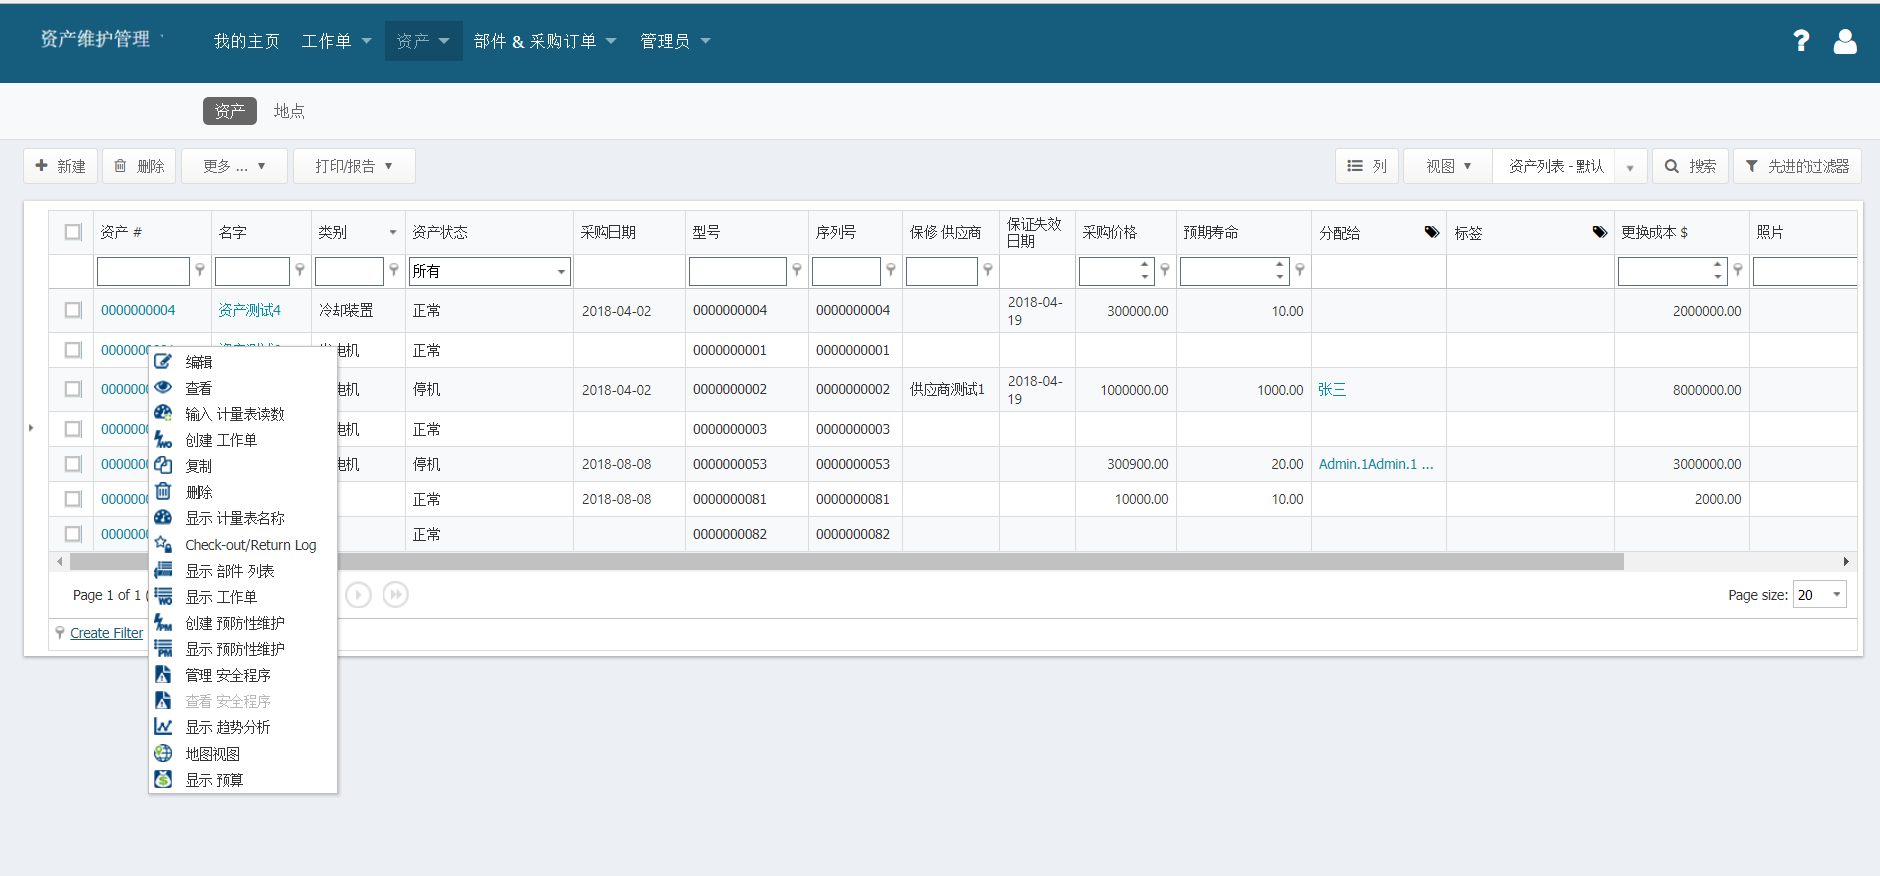 资产维护管理
我的主页 工作单 资产 部件 & 采购订单 管理员
资产 地点
新建 删除 更多 ... 打印/报告 列 视图 资产列表 - 默认 搜索 先进的过滤器
资产 # 名字 类别 资产状态 采购日期 型号 序列号 保修 供应商 保证失效日期 采购价格 预期寿命 分配给 标签 更换成本 $ 照片
所有
0000000004 资产测试4 冷却装置 正常 2018-04-02 0000000004 0000000004 2018-04-19 300000.00 10.00 2000000.00
0000000 电机 正常 0000000001 0000000001
000000 电机 停机 2018-04-02 0000000002 0000000002 供应商测试1 2018-04-19 1000000.00 1000.00 张三 8000000.00
000000 电机 正常 0000000003 0000000003
000000 电机 停机 2018-08-08 0000000053 0000000053 300900.00 20.00 Admin.1Admin.1 ... 3000000.00
000000 正常 2018-08-08 0000000081 0000000081 10000.00 10.00 2000.00
000000 正常 0000000082 0000000082
Page 1 of 1 (
Page size: 20
Create Filter
编辑
查看
输入 计量表读数
创建 工作单
复制
删除
显示 计量表名称
Check-out/Return Log
显示 部件 列表
显示 工作单
创建 预防性维护
显示 预防性维护
管理 安全程序
查看 安全程序
显示 趋势分析
地图视图
显示 预算